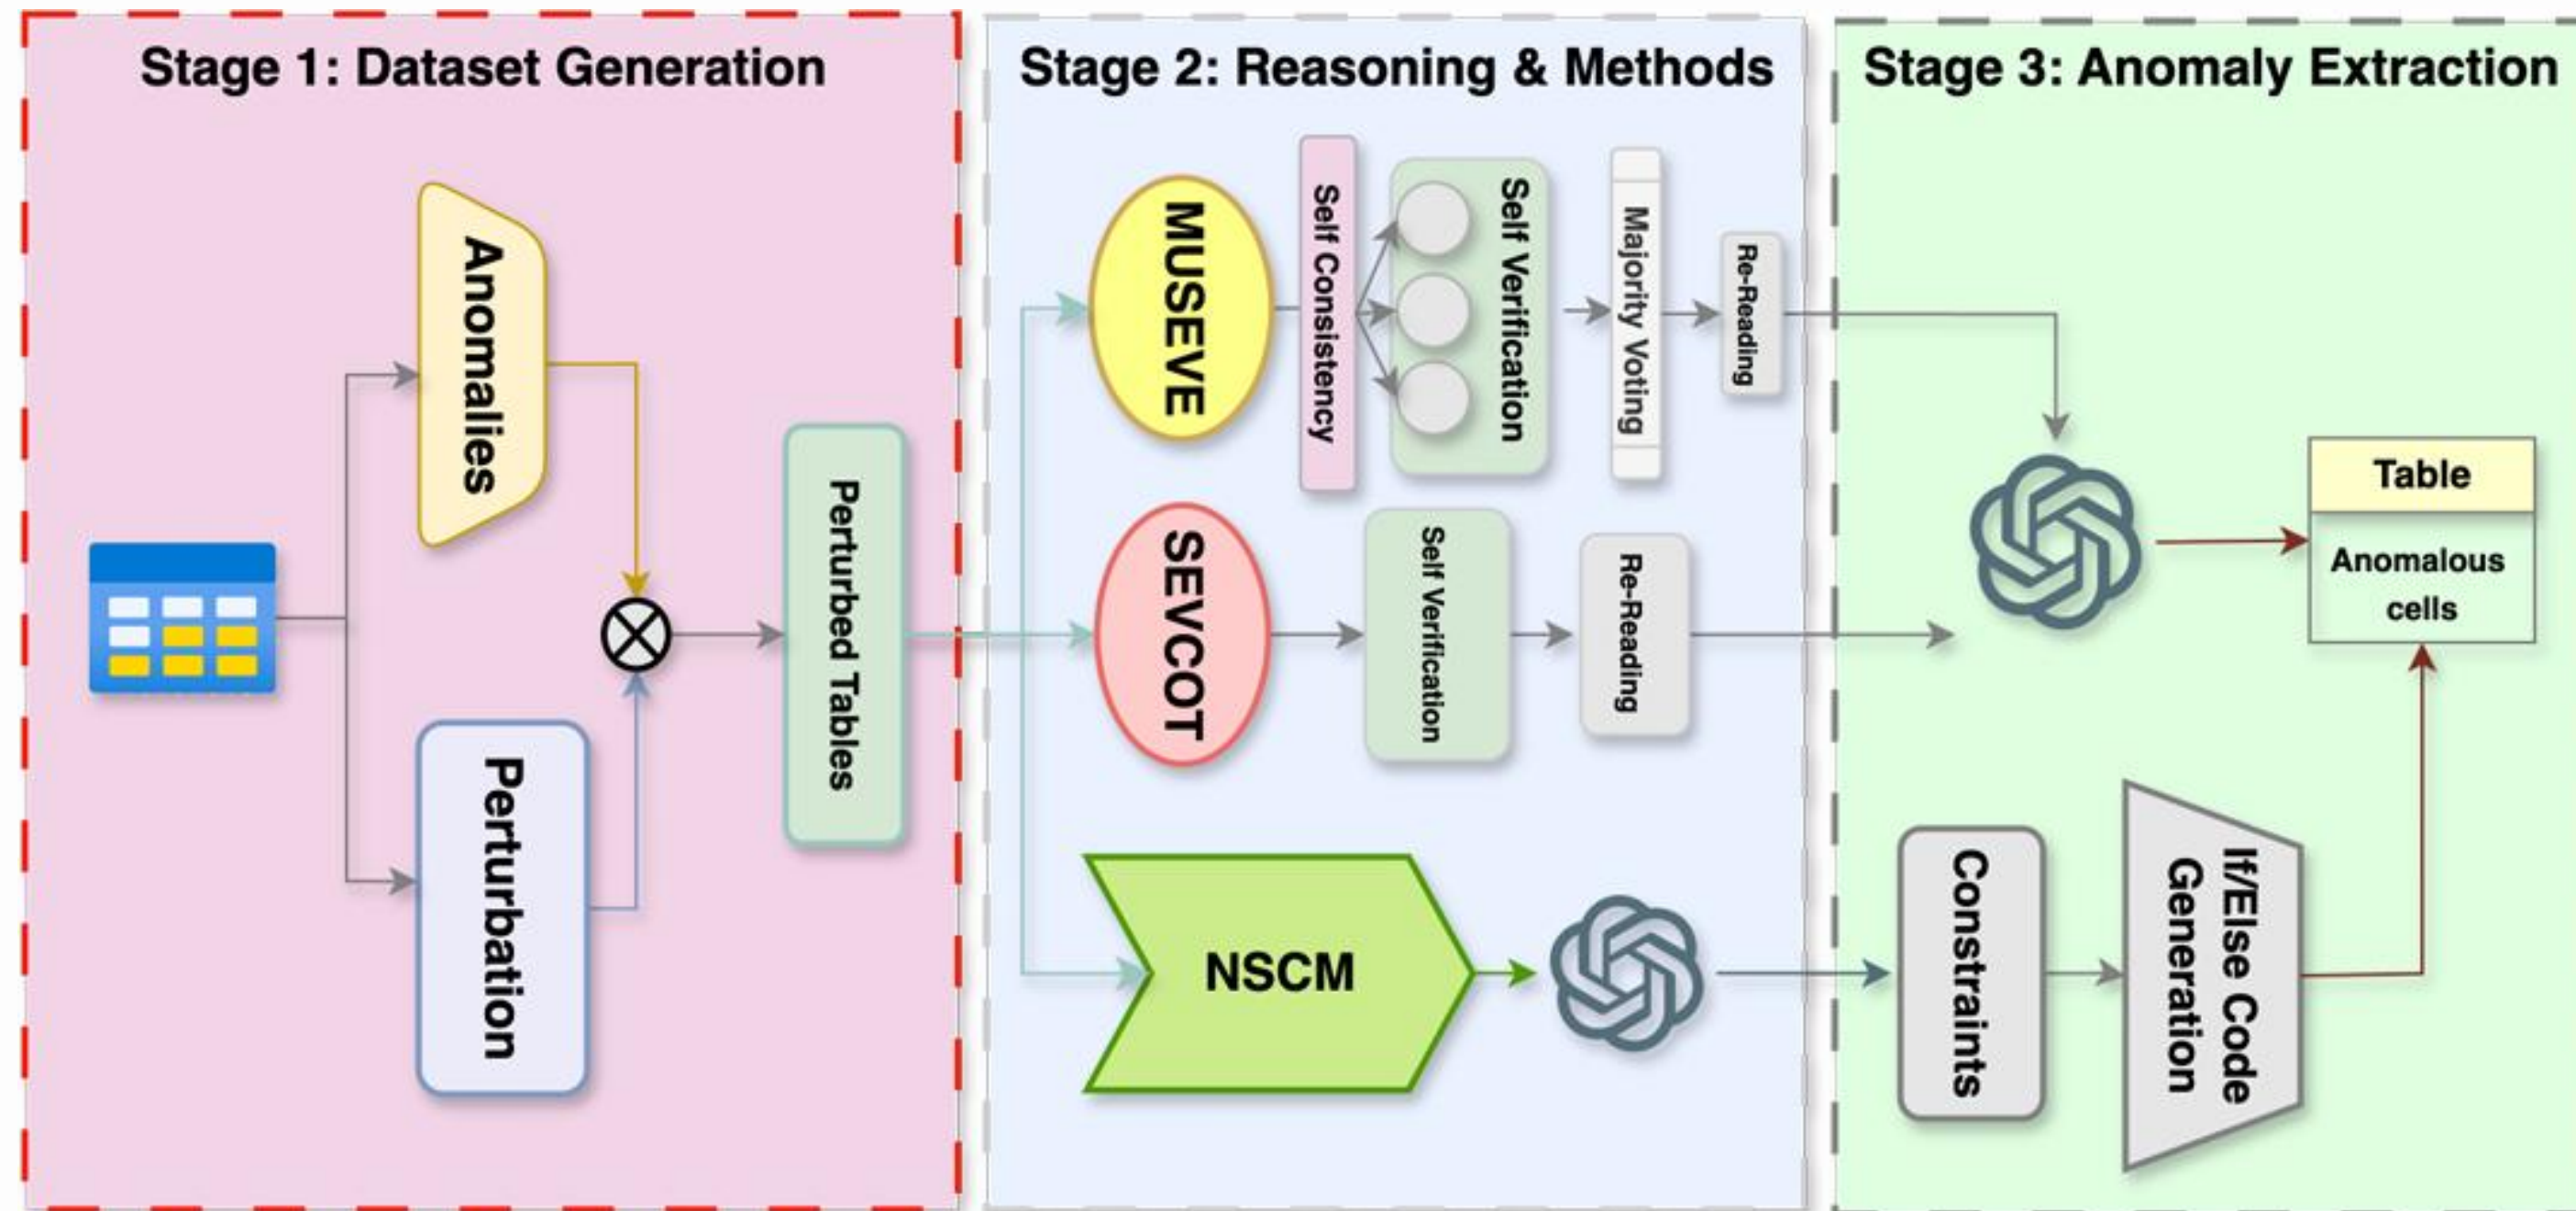 Stage 1: Dataset Generation
Anomalies
Perturbation
Perturbed Tables
Stage 2: Reasoning & Methods
MUSEVE
Self Consistency
Self Verification
Majority Voting
Re-Reading
SEVCOT
Self Verification
Re-Reading
NSCM
Stage 3: Anomaly Extraction
Table
Anomalous
cells
Constraints
If/Else Code
Generation